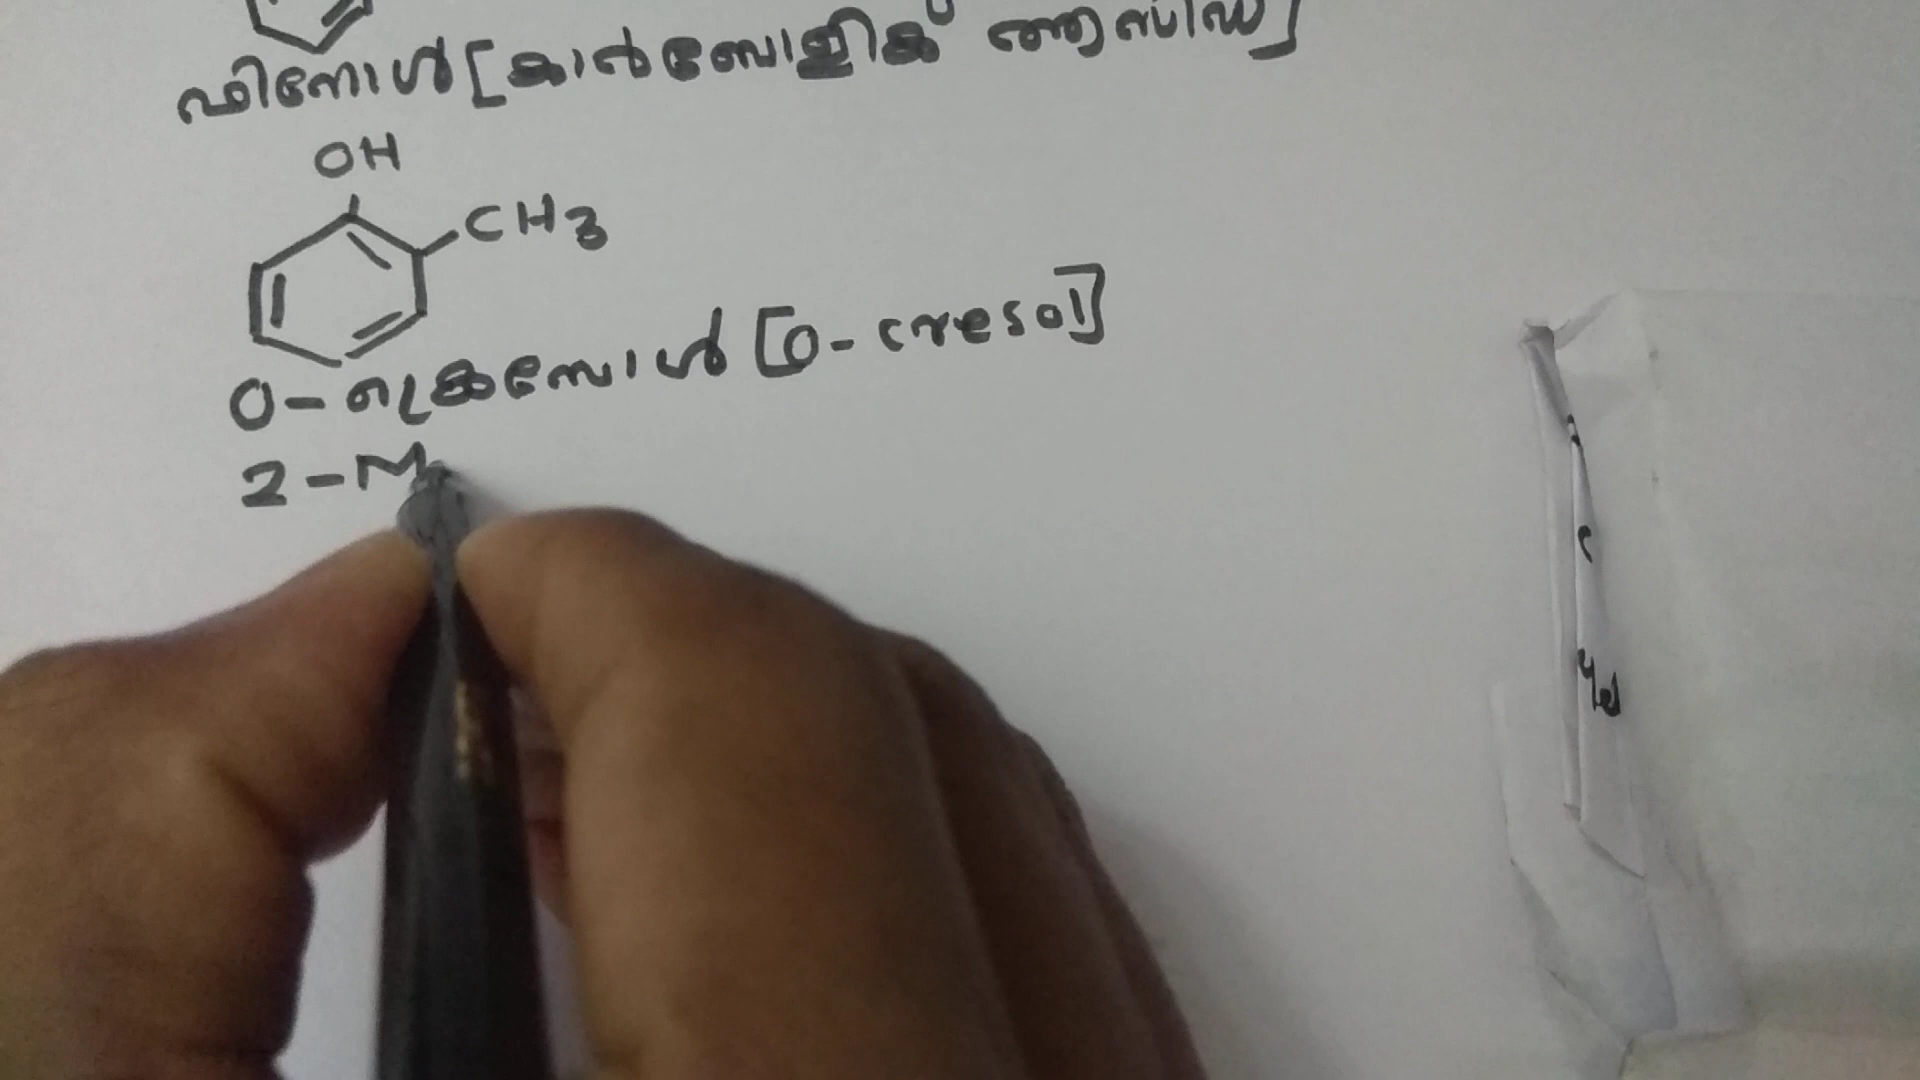 ഫിനോൾ [കാർബോളിക് ആസിഡ്]
OH
CH3
O-ക്രെസോൾ [O-cresol]
2-M